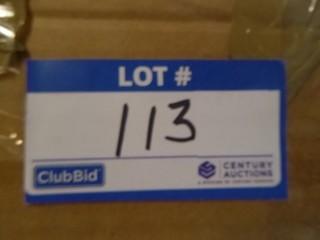 LOT #
113
ClubBid
CENTURY
AUCTIONS